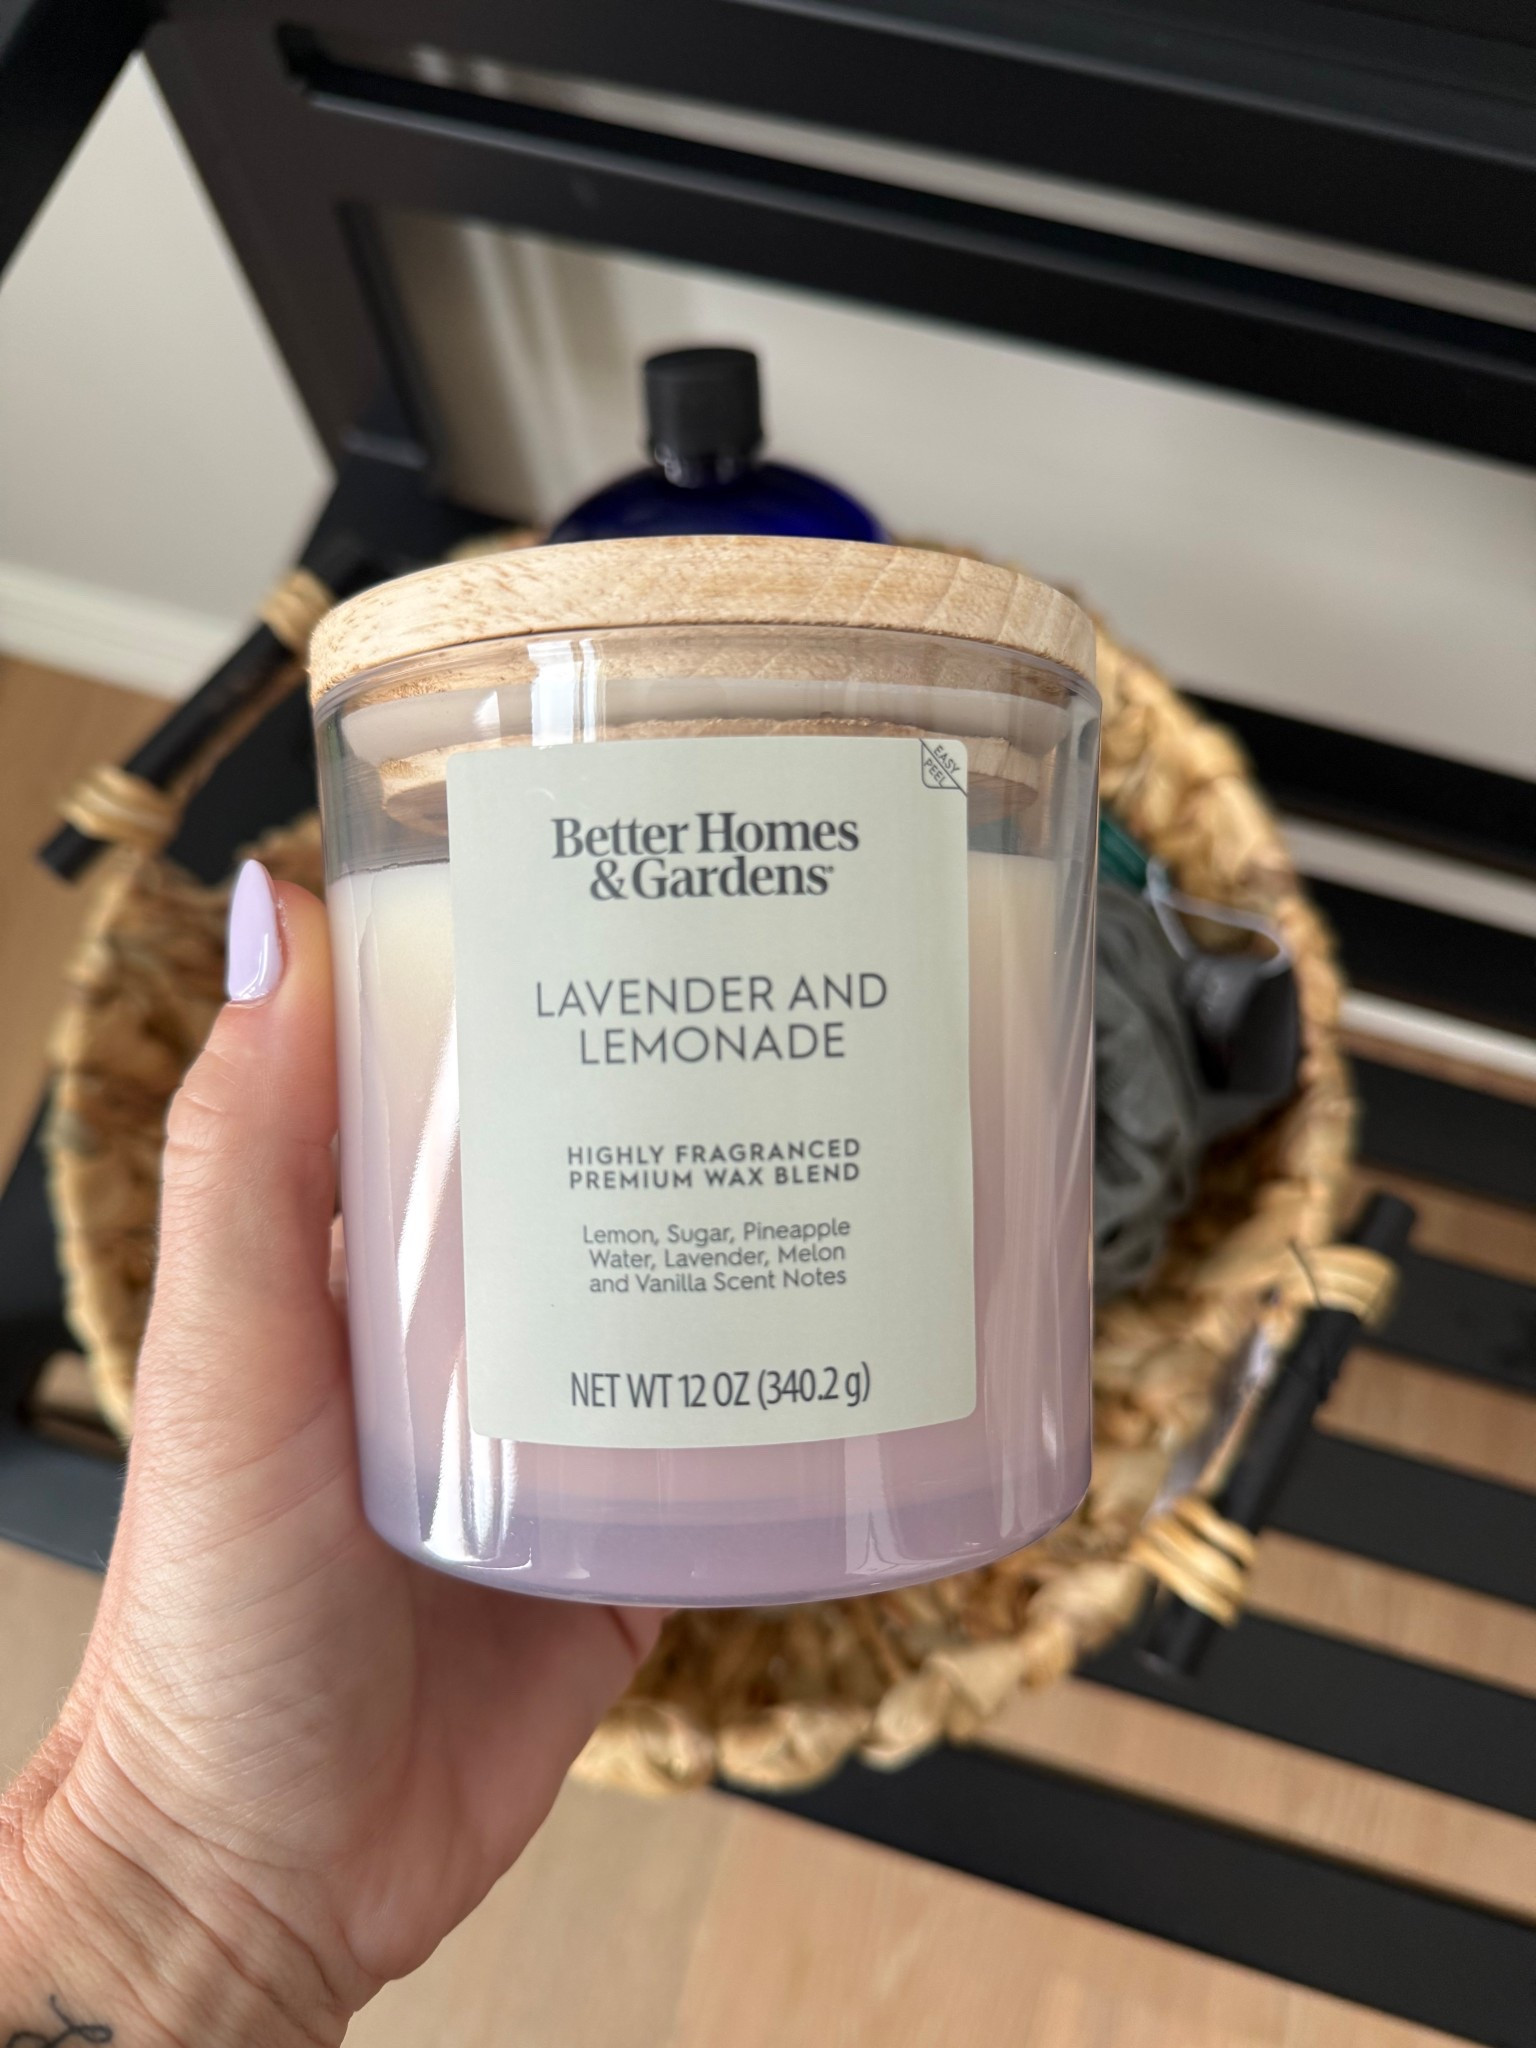 EASY
PEEL
Better Homes
& Gardens®
LAVENDER AND
LEMONADE
HIGHLY FRAGRANCED
PREMIUM WAX BLEND
Lemon, Sugar, Pineapple
Water, Lavender, Melon
and Vanilla Scent Notes
NET WT 12 OZ (340.2 g)